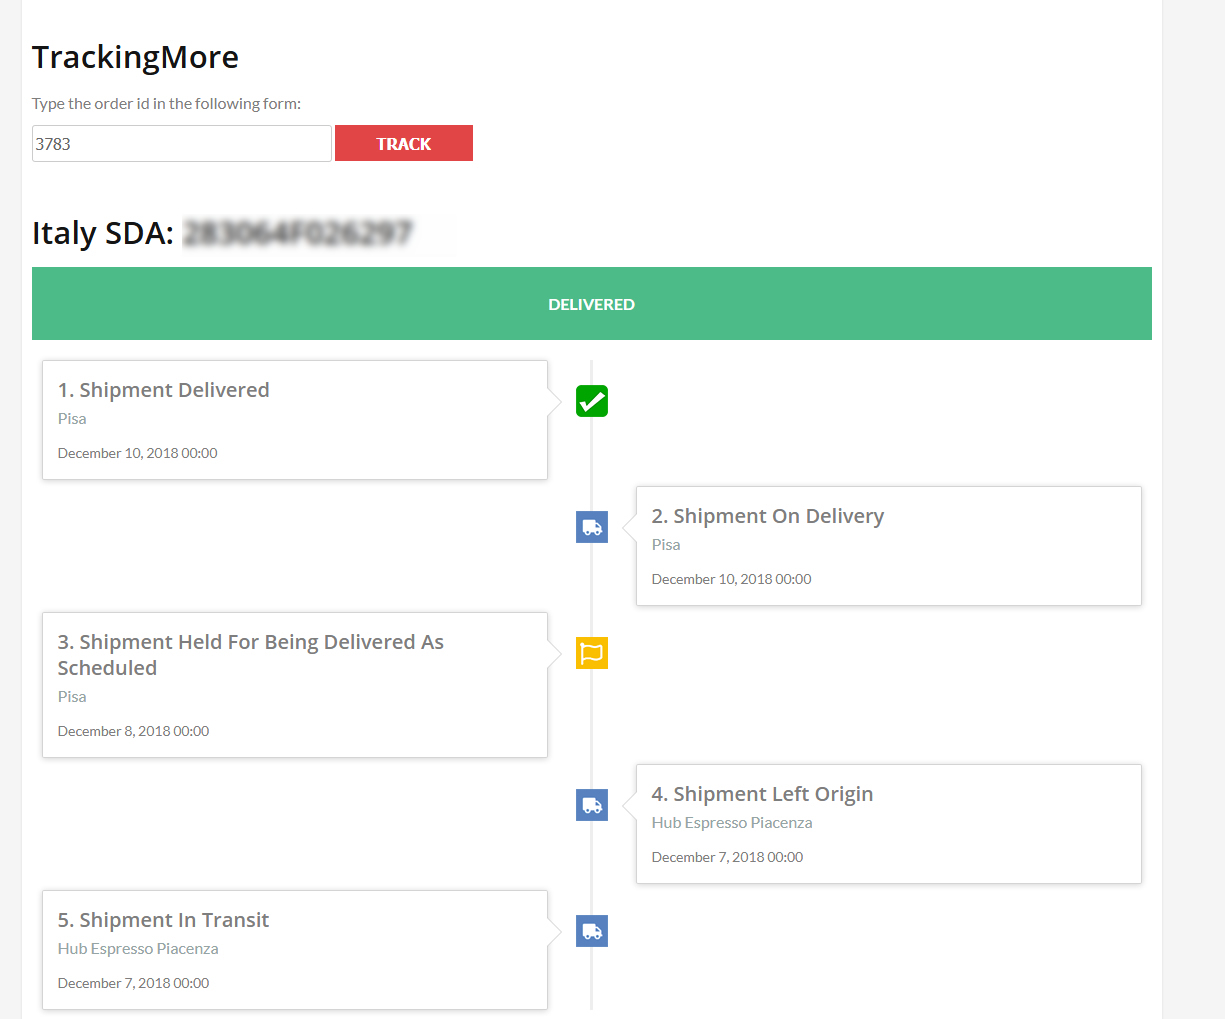 TrackingMore
Type the order id in the following form:
3783
TRACK
Italy SDA:
DELIVERED
1. Shipment Delivered
Pisa
December 10, 2018 00:00
2. Shipment On Delivery
Pisa
December 10, 2018 00:00
3. Shipment Held For Being Delivered As
Scheduled
Pisa
December 8, 2018 00:00
4. Shipment Left Origin
Hub Espresso Piacenza
December 7, 2018 00:00
5. Shipment In Transit
Hub Espresso Piacenza
December 7, 2018 00:00